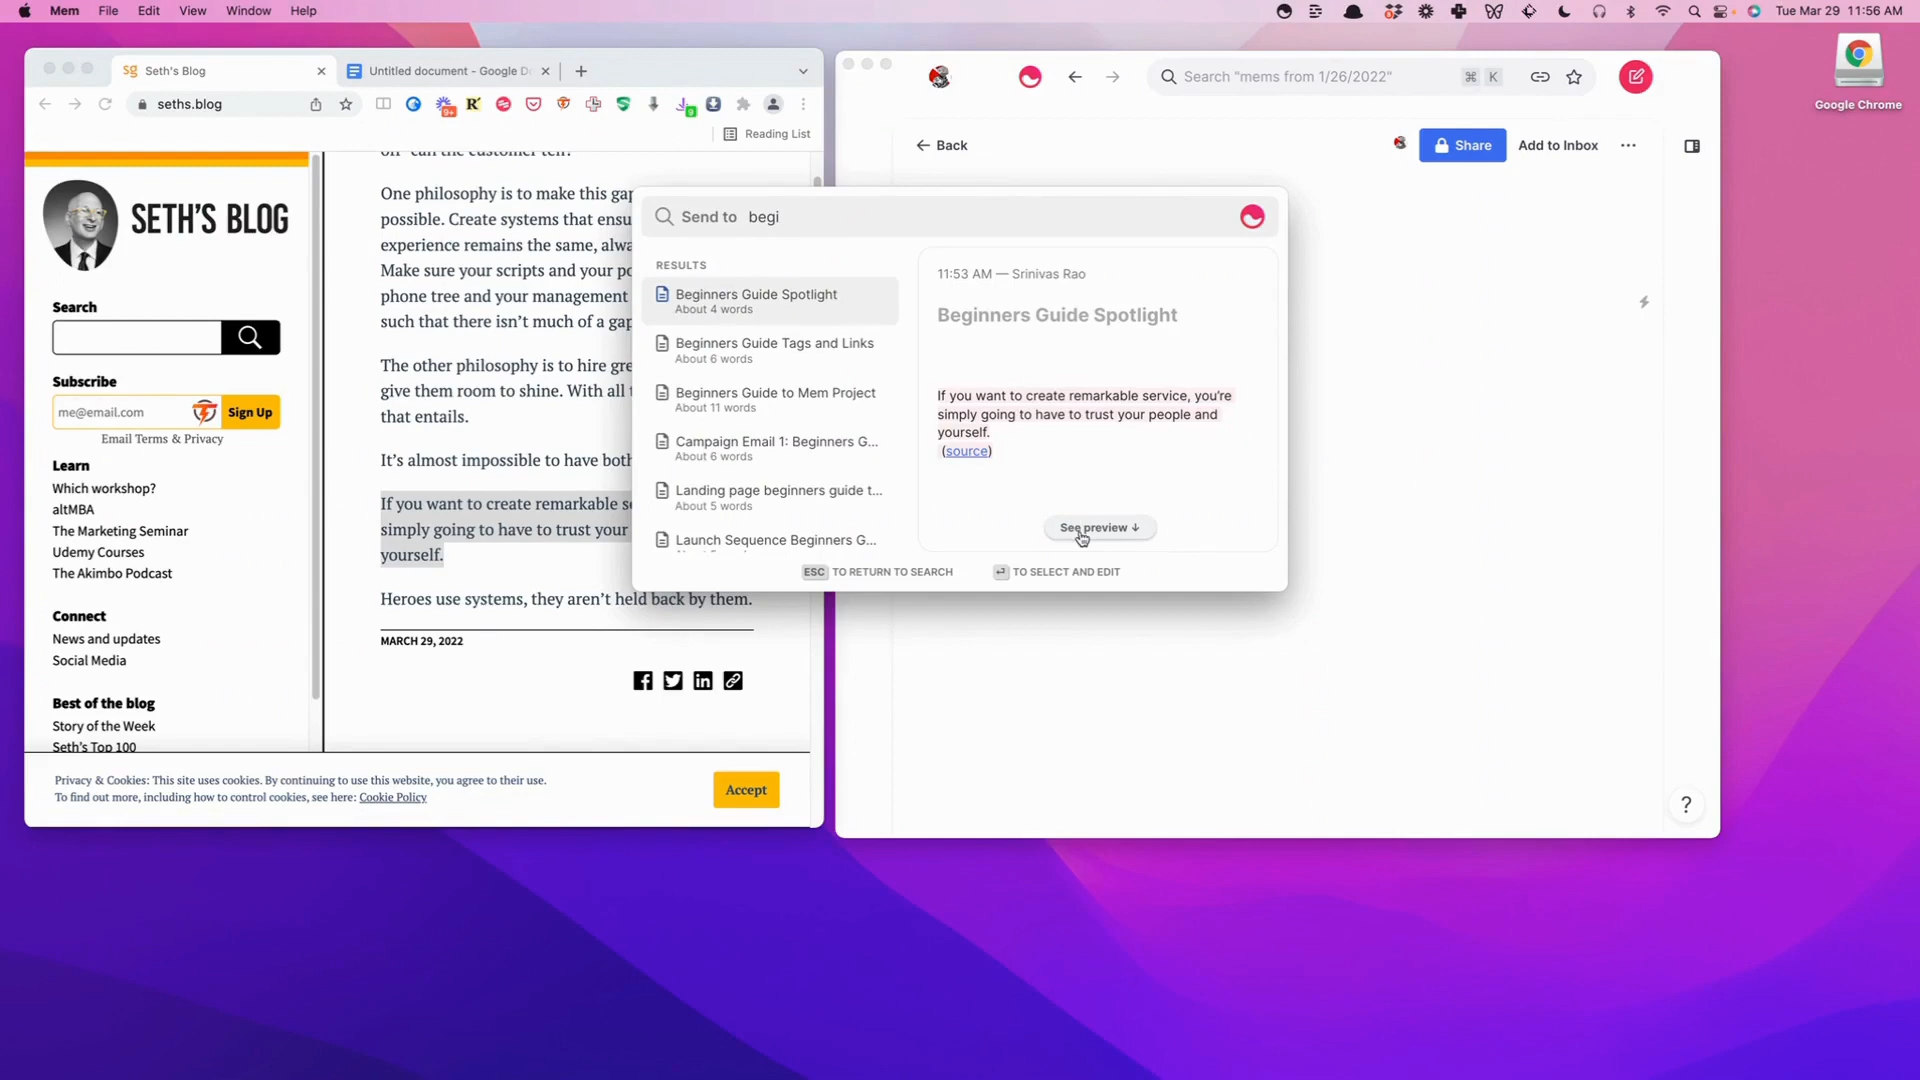 Mem File Edit View Window Help
Tue Mar 29 11:56 AM
Seth's Blog
Untitled document - Google D
seths.blog
9+
9
Reading List
Search "mems from 1/26/2022"
⌘ K
Google Chrome
Back
Share
Add to Inbox
SETH'S BLOG
Search
Subscribe
me@email.com
Sign Up
Email Terms & Privacy
Learn
Which workshop?
altMBA
The Marketing Seminar
Udemy Courses
The Akimbo Podcast
Connect
News and updates
Social Media
Best of the blog
Story of the Week
Seth's Top 100
One philosophy is to make this gap
possible. Create systems that ensu
experience remains the same, alwa
Make sure your scripts and your po
phone tree and your management
such that there isn't much of a gap
The other philosophy is to hire gre
give them room to shine. With all t
that entails.
It's almost impossible to have both
If you want to create remarkable se
simply going to have to trust your
yourself.
Heroes use systems, they aren't held back by them.
MARCH 29, 2022
Privacy & Cookies: This site uses cookies. By continuing to use this website, you agree to their use.
To find out more, including how to control cookies, see here: Cookie Policy
Accept
Send to begi
RESULTS
Beginners Guide Spotlight
About 4 words
Beginners Guide Tags and Links
About 6 words
Beginners Guide to Mem Project
About 11 words
Campaign Email 1: Beginners G...
About 6 words
Landing page beginners guide t...
About 5 words
Launch Sequence Beginners G...
11:53 AM — Srinivas Rao
Beginners Guide Spotlight
If you want to create remarkable service, you're
simply going to have to trust your people and
yourself.
(source)
See preview ↓
ESC TO RETURN TO SEARCH
TO SELECT AND EDIT
?